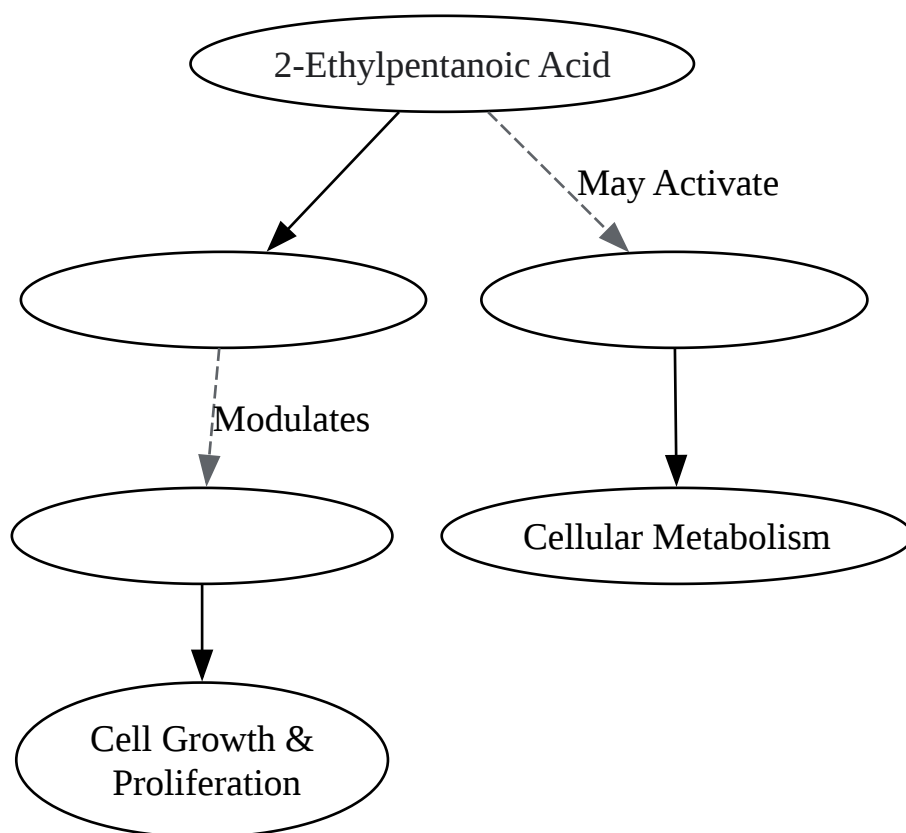 2-Ethylpentanoic Acid
May Activate
Modulates
Cellular Metabolism
Cell Growth &
Proliferation